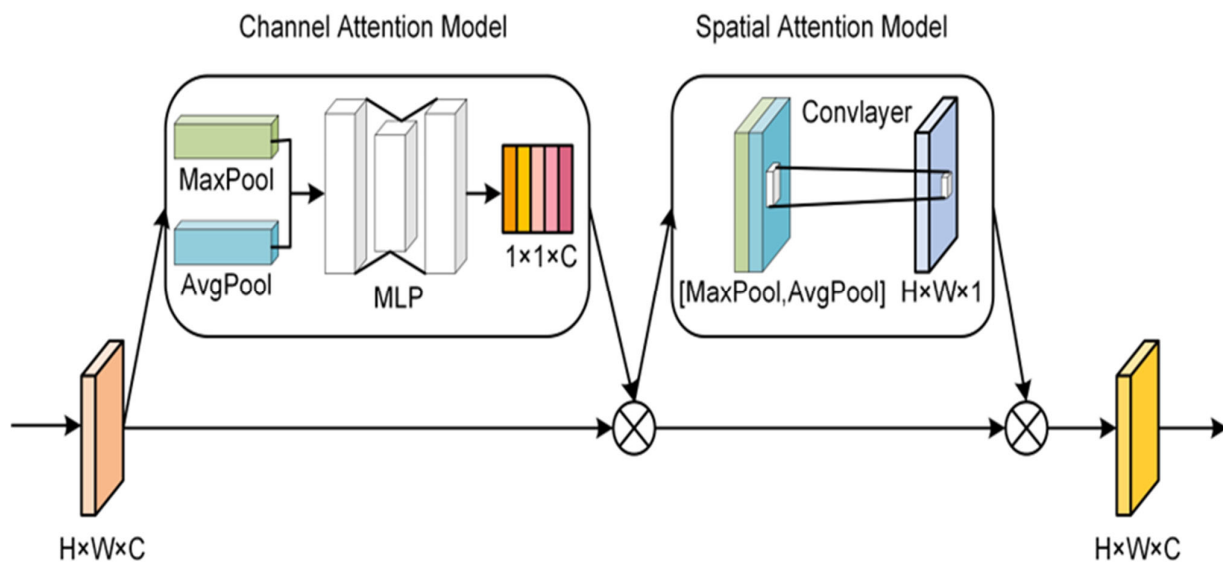 Channel Attention Model
Spatial Attention Model
MaxPool
AvgPool
MLP
1×1×C
Convlayer
[MaxPool,AvgPool]
H×W×1
H×W×C
H×W×C